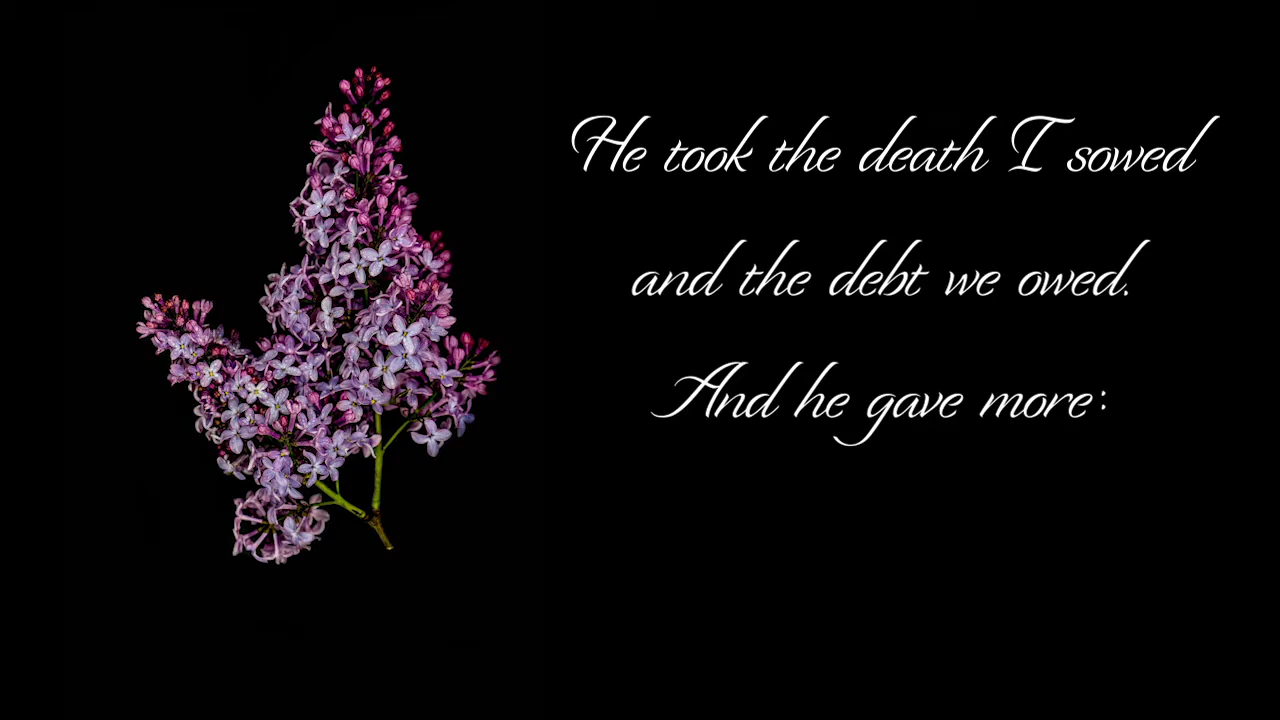 He took the death I sowed
and the debt we owed.
And he gave more: